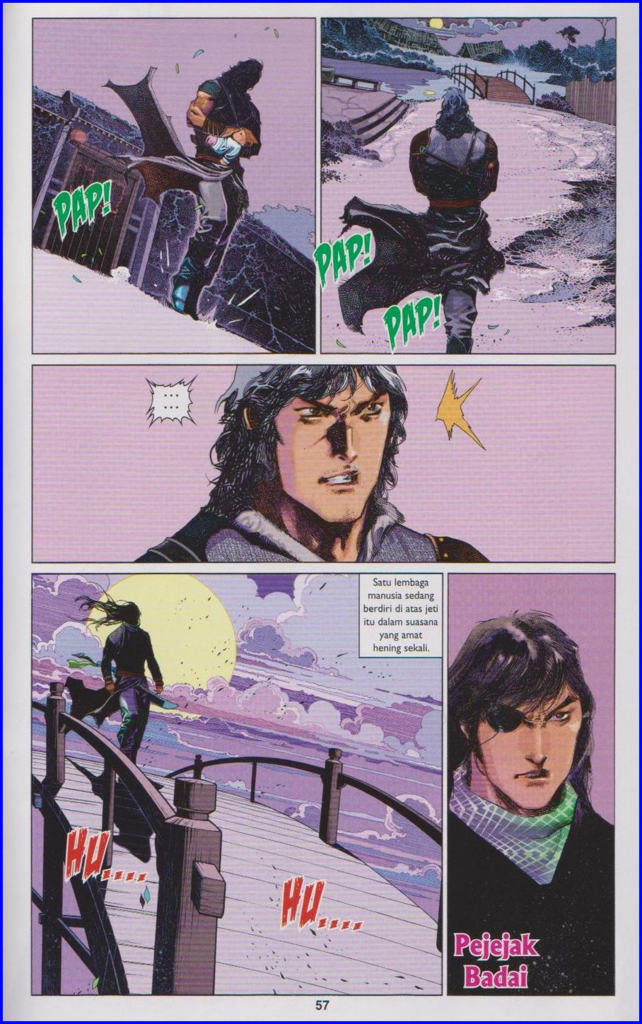 PAP!
PAP!
PAP!
...
...
Satu lembaga
manusia sedang
berdiri di atas jeti
itu dalam suasana
yang amat
hening sekali.
HU....
HU....
Pejejak
Badai
57